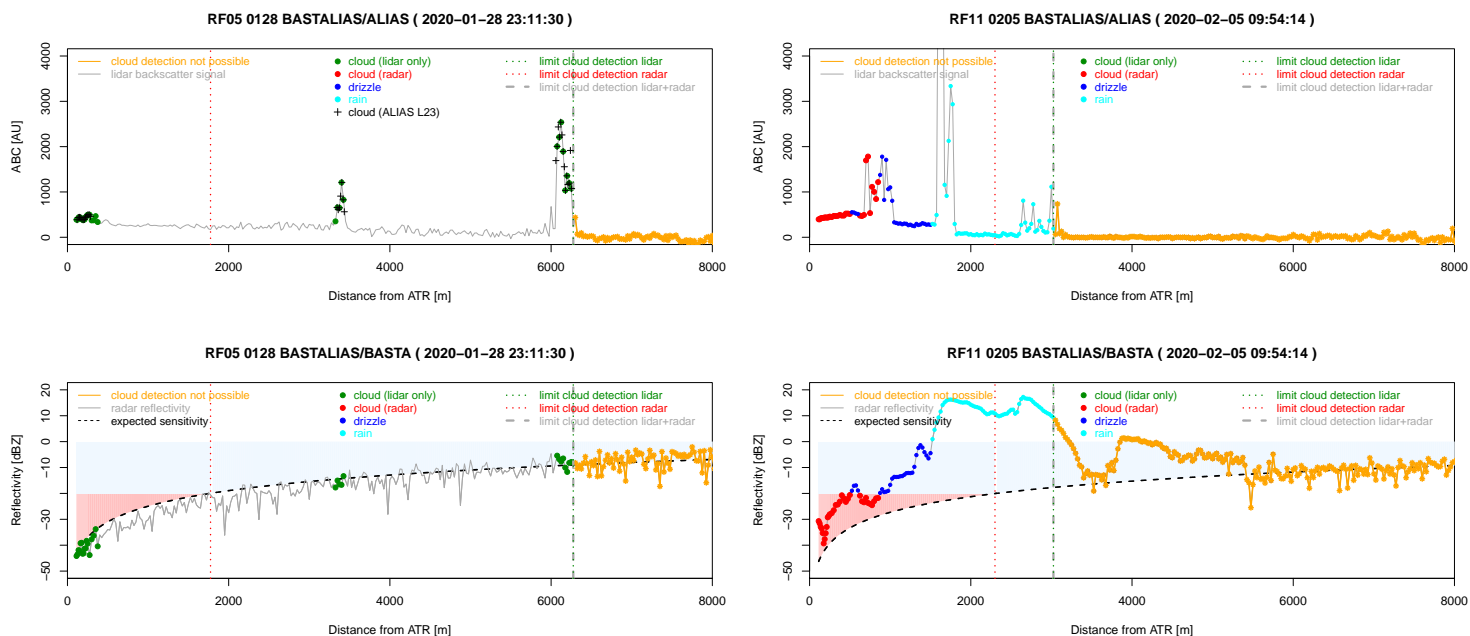 RF05 0128 BASTALIAS/ALIAS ( 2020−01−28 23:11:30 )
ABC [AU]
4000
3000
2000
1000
0
cloud detection not possible
lidar backscatter signal
cloud (lidar only)
cloud (radar)
drizzle
rain
cloud (ALIAS L23)
limit cloud detection lidar
limit cloud detection radar
limit cloud detection lidar+radar
0 2000 4000 6000 8000
Distance from ATR [m]
RF11 0205 BASTALIAS/ALIAS ( 2020−02−05 09:54:14 )
ABC [AU]
4000
3000
2000
1000
0
cloud detection not possible
lidar backscatter signal
cloud (lidar only)
cloud (radar)
drizzle
rain
limit cloud detection lidar
limit cloud detection radar
limit cloud detection lidar+radar
0 2000 4000 6000 8000
Distance from ATR [m]
RF05 0128 BASTALIAS/BASTA ( 2020−01−28 23:11:30 )
Reflectivity [dBZ]
20
10
0
−10
−20
−30
−50
cloud detection not possible
radar reflectivity
expected sensitivity
cloud (lidar only)
cloud (radar)
drizzle
rain
limit cloud detection lidar
limit cloud detection radar
limit cloud detection lidar+radar
0 2000 4000 6000 8000
Distance from ATR [m]
RF11 0205 BASTALIAS/BASTA ( 2020−02−05 09:54:14 )
Reflectivity [dBZ]
20
10
0
−10
−20
−30
−50
cloud detection not possible
radar reflectivity
expected sensitivity
cloud (lidar only)
cloud (radar)
drizzle
rain
limit cloud detection lidar
limit cloud detection radar
limit cloud detection lidar+radar
0 2000 4000 6000 8000
Distance from ATR [m]